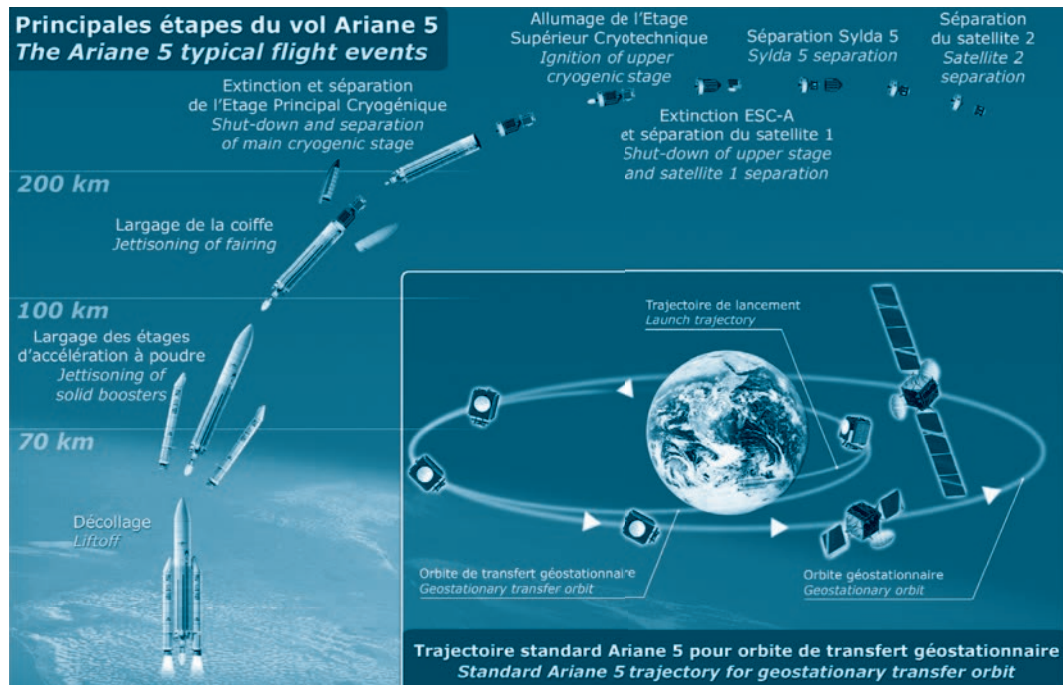 Principales étapes du vol Ariane 5
The Ariane 5 typical flight events
Allumage de l'Etage
Supérieur Cryotechnique
Ignition of upper
cryogenic stage
Séparation Sylda 5
Sylda 5 separation
Séparation
du satellite 2
Satellite 2
separation
Extinction et séparation
de l'Etage Principal Cryogénique
Shut-down and separation
of main cryogenic stage
Extinction ESC-A
et séparation du satellite 1
Shut-down of upper stage
and satellite 1 separation
200 km
Largage de la coiffe
Jettisoning of fairing
100 km
Largage des étages
d'accélération à poudre
Jettisoning of
solid boosters
70 km
Décollage
Liftoff
Trajectoire de lancement
Launch trajectory
Orbite de transfert géostationnaire
Geostationary transfer orbit
Orbite géostationnaire
Geostationary orbit
Trajectoire standard Ariane 5 pour orbite de transfert géostationnaire
Standard Ariane 5 trajectory for geostationary transfer orbit